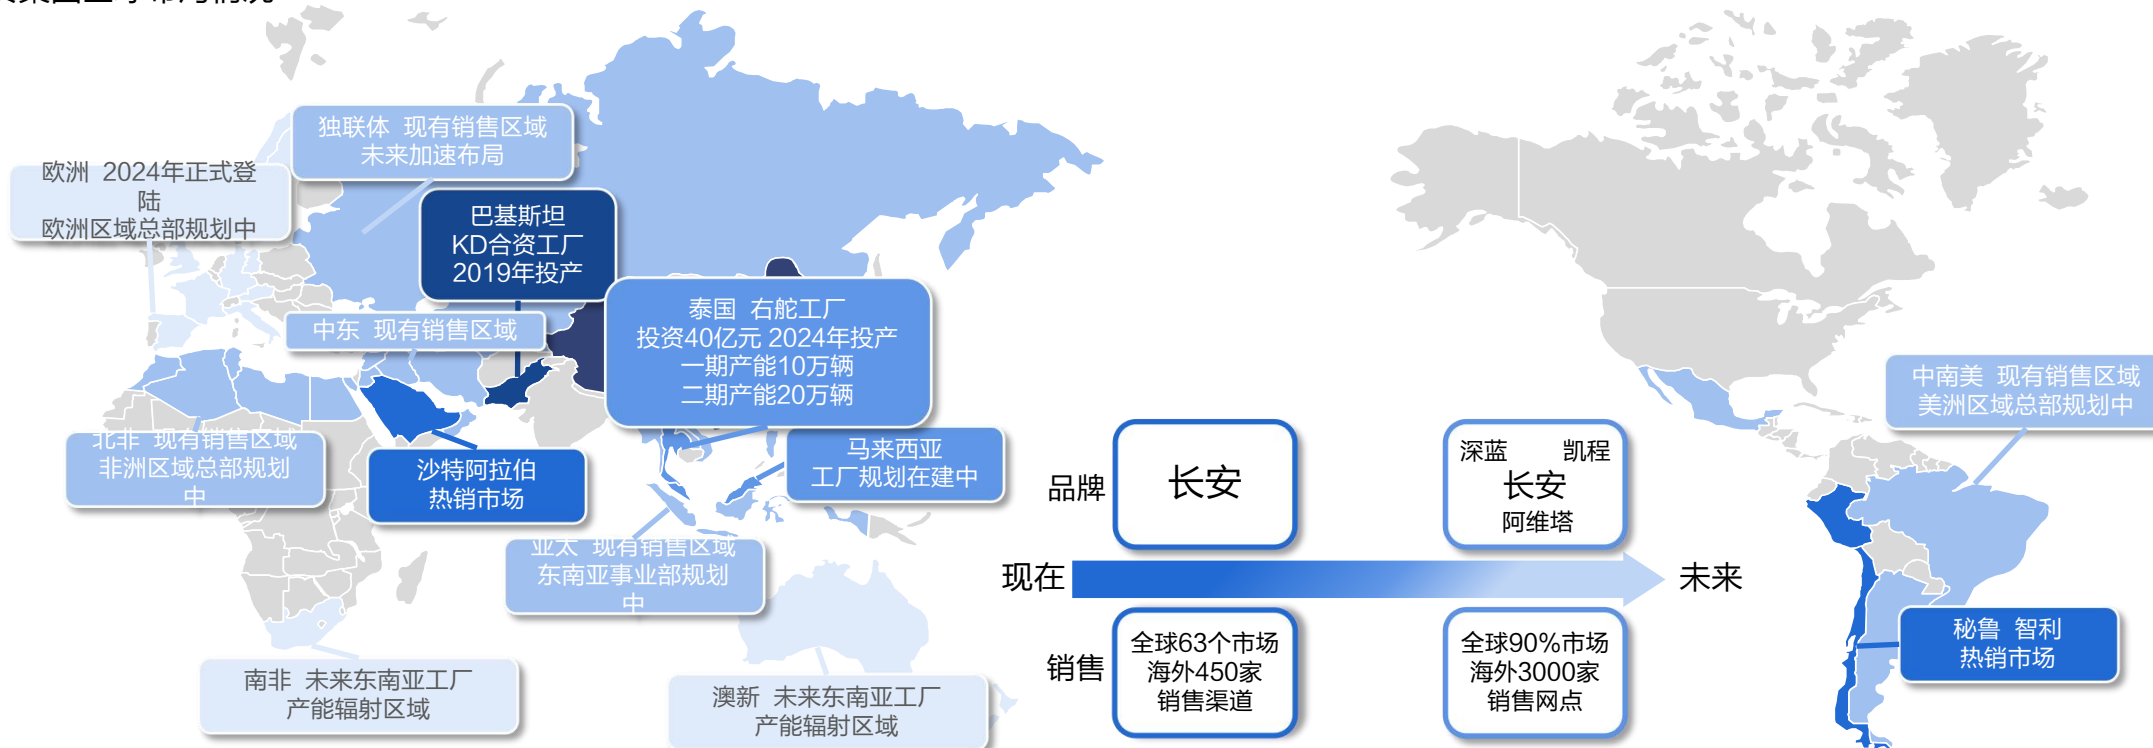 独联体 现有销售区域
未来加速布局
欧洲 2024年正式登
陆
欧洲区域总部规划中
巴基斯坦
KD合资工厂
2019年投产
中东 现有销售区域
泰国 右舵工厂
投资40亿元 2024年投产
一期产能10万辆
二期产能20万辆
中南美 现有销售区域
美洲区域总部规划中
北非 现有销售区域
非洲区域总部规划
中
沙特阿拉伯
热销市场
马来西亚
工厂规划在建中
亚太 现有销售区域
东南亚事业部规划
中
品牌
长安
深蓝 凯程
长安
阿维塔
现在
未来
销售
全球63个市场
海外450家
销售渠道
全球90%市场
海外3000家
销售网点
秘鲁 智利
热销市场
南非 未来东南亚工厂
产能辐射区域
澳新 未来东南亚工厂
产能辐射区域